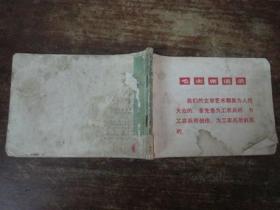 毛主席语录
我们的文学艺术都是为人民
大众的，首先是为工农兵的，为
工农兵而创作，为工农兵所利用
的。